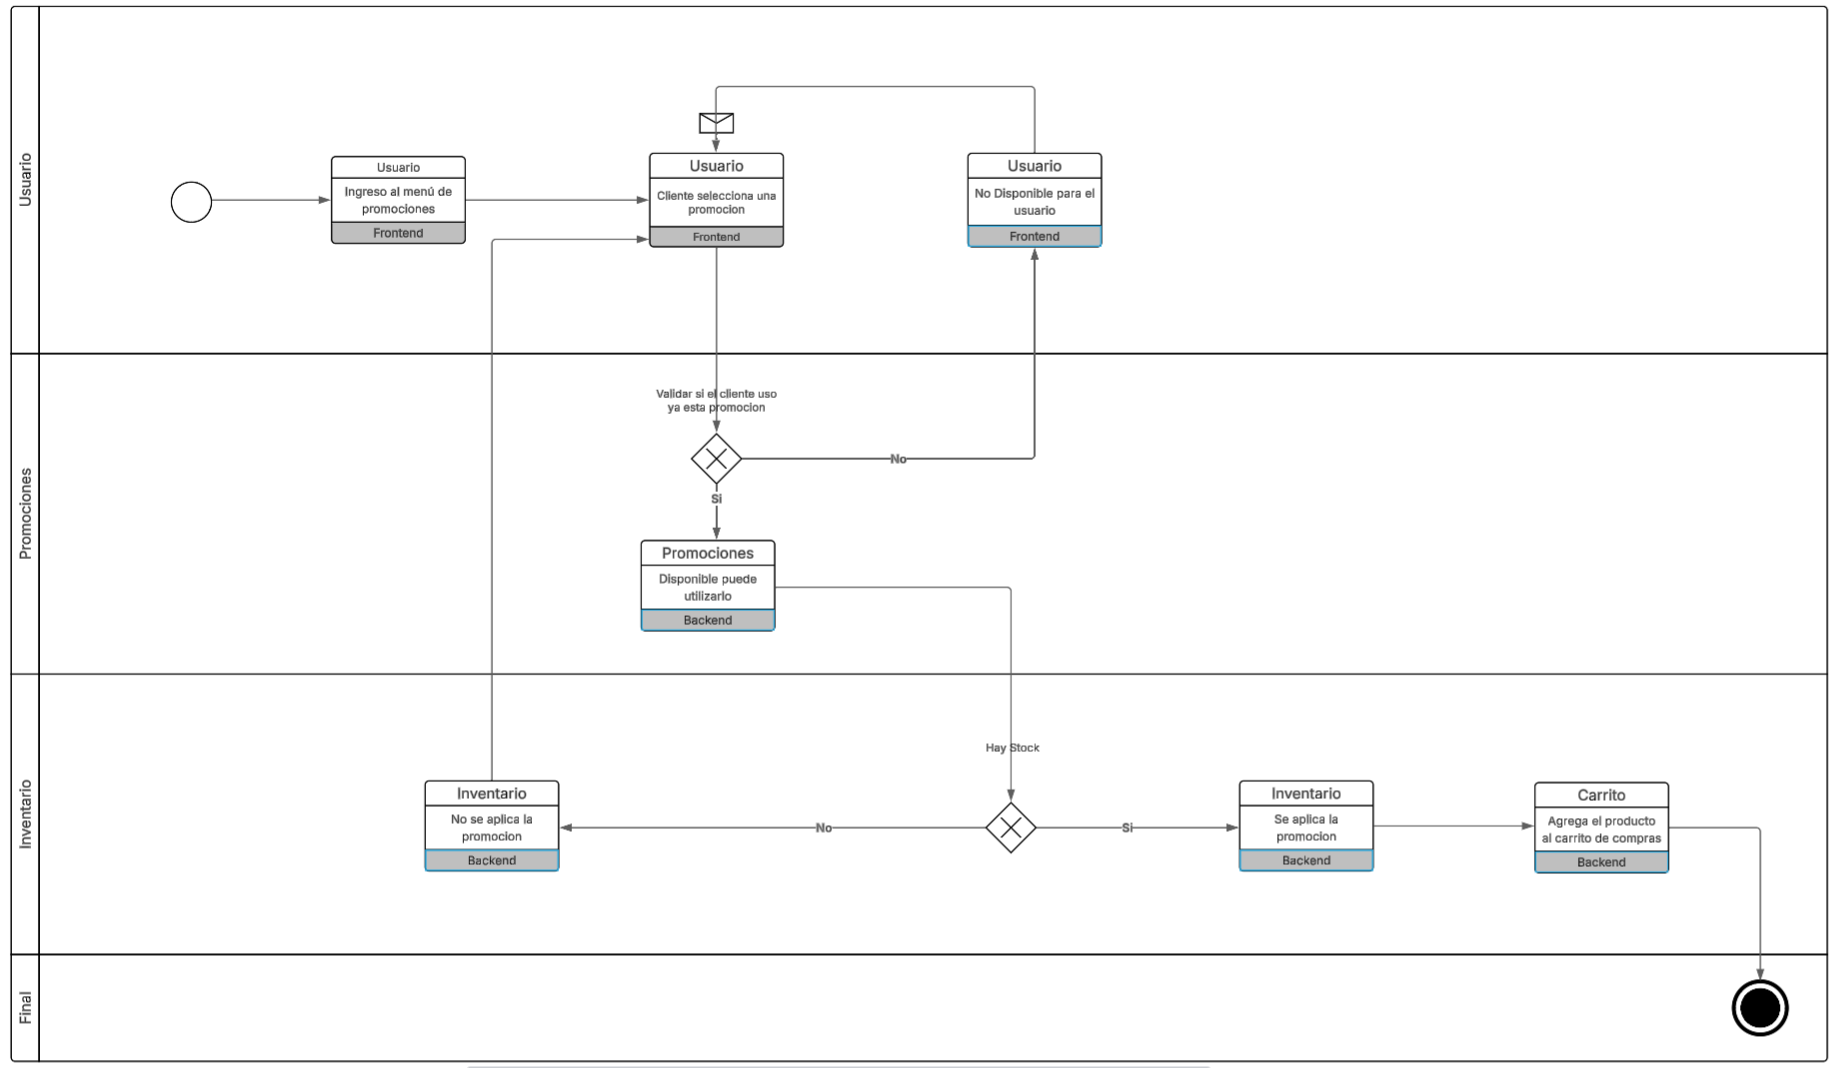 Usuario
Usuario
Ingreso al menú de
promociones
Frontend
Usuario
Cliente selecciona una
promocion
Frontend
Usuario
No Disponible para el
usuario
Frontend
Promociones
Validar si el cliente uso
ya esta promocion
No
Si
Promociones
Disponible puede
utilizarlo
Backend
Inventario
Hay Stock
Inventario
No se aplica la
promocion
Backend
No
Si
Inventario
Se aplica la
promocion
Backend
Carrito
Agrega el producto
al carrito de compras
Backend
Final